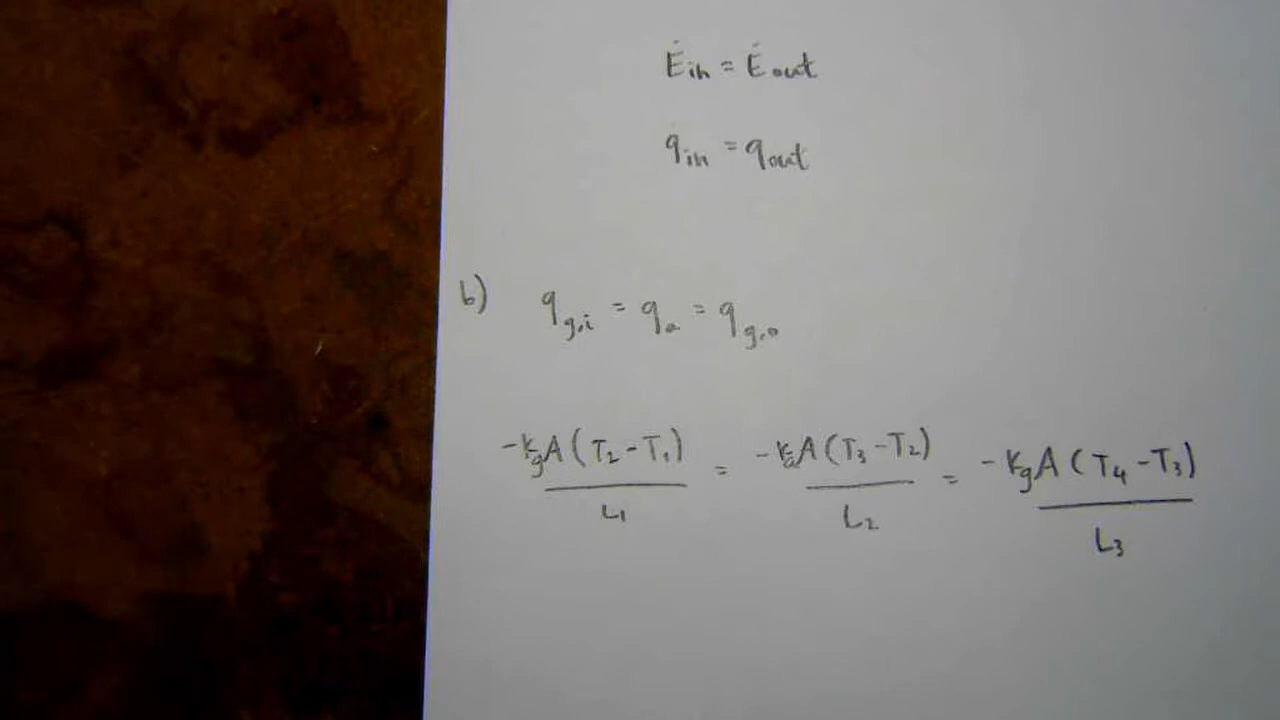 Ėin = Ėout
qin = qout
b) qg,i = qa = qg,o
-kgA(T2-T1)/L1 = -kaA(T3-T2)/L2 = -kgA(T4-T3)/L3